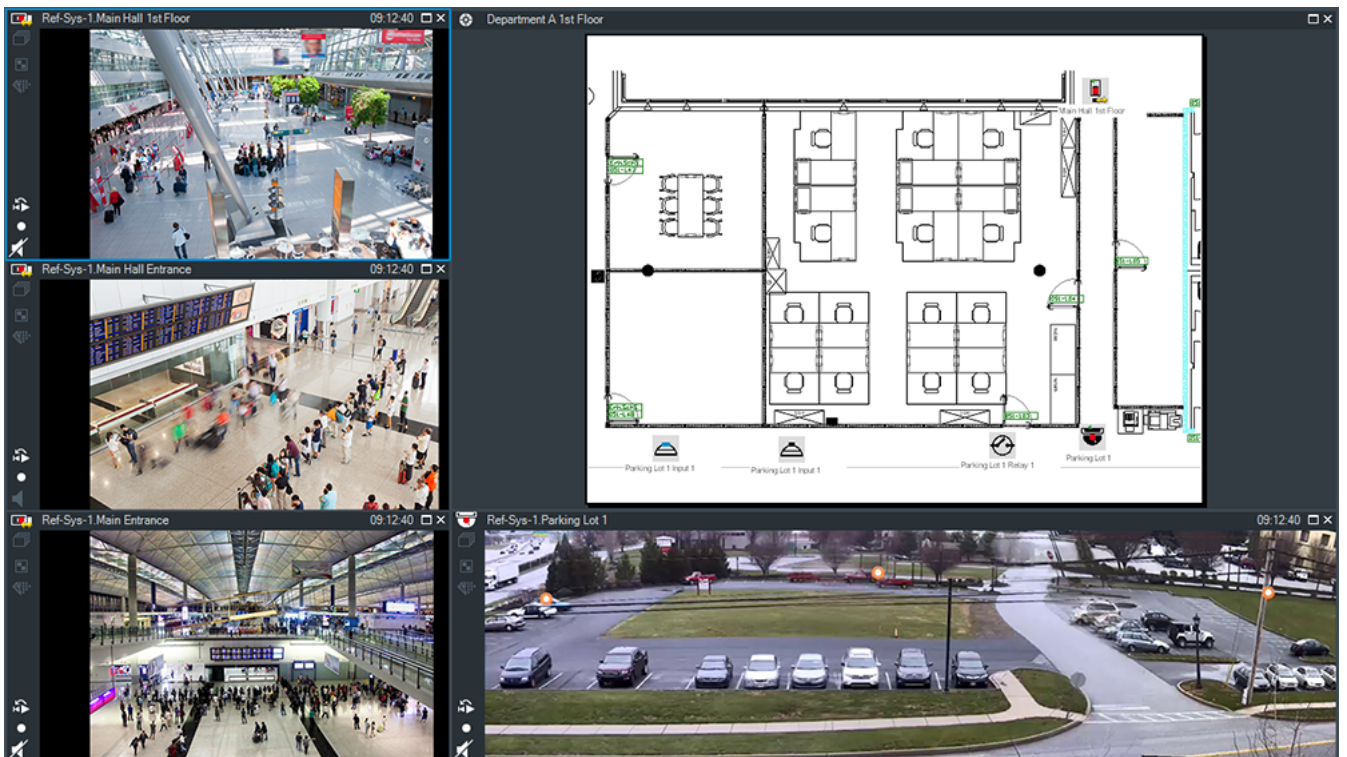 Ref-Sys-1.Main Hall 1st Floor 09:12:40
Department A 1st Floor
Main Hall 1st Floor
Parking Lot 1 Input 1
Parking Lot 1 Input 1
Parking Lot 1 Relay 1
Parking Lot 1
Ref-Sys-1.Main Hall Entrance 09:12:40
Ref-Sys-1.Main Entrance 09:12:40
Ref-Sys-1.Parking Lot 1 09:12:40